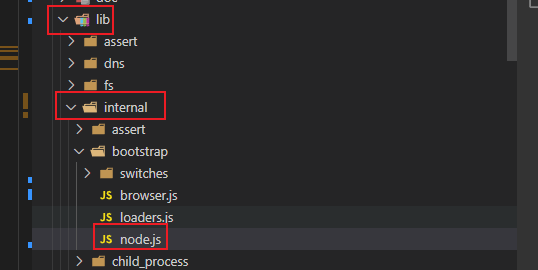 lib
assert
dns
fs
internal
assert
bootstrap
switches
JS browser.js
JS loaders.js
JS node.js
child_process